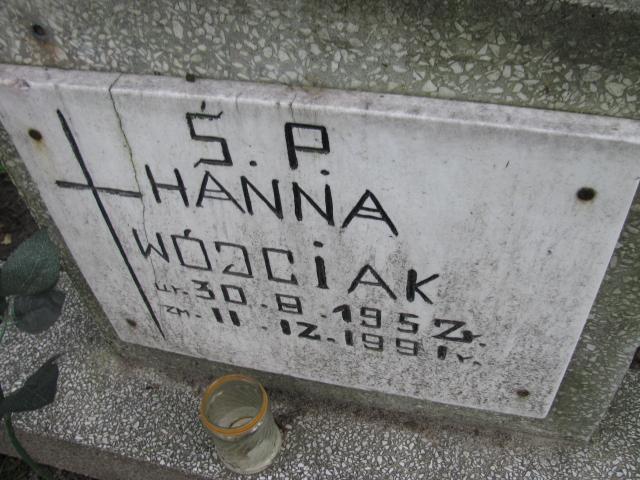 Ś. P.
HANNA
WÓJCiAK
ur. 30. 8. 1952r.
zm. 11. 12. 1991r.